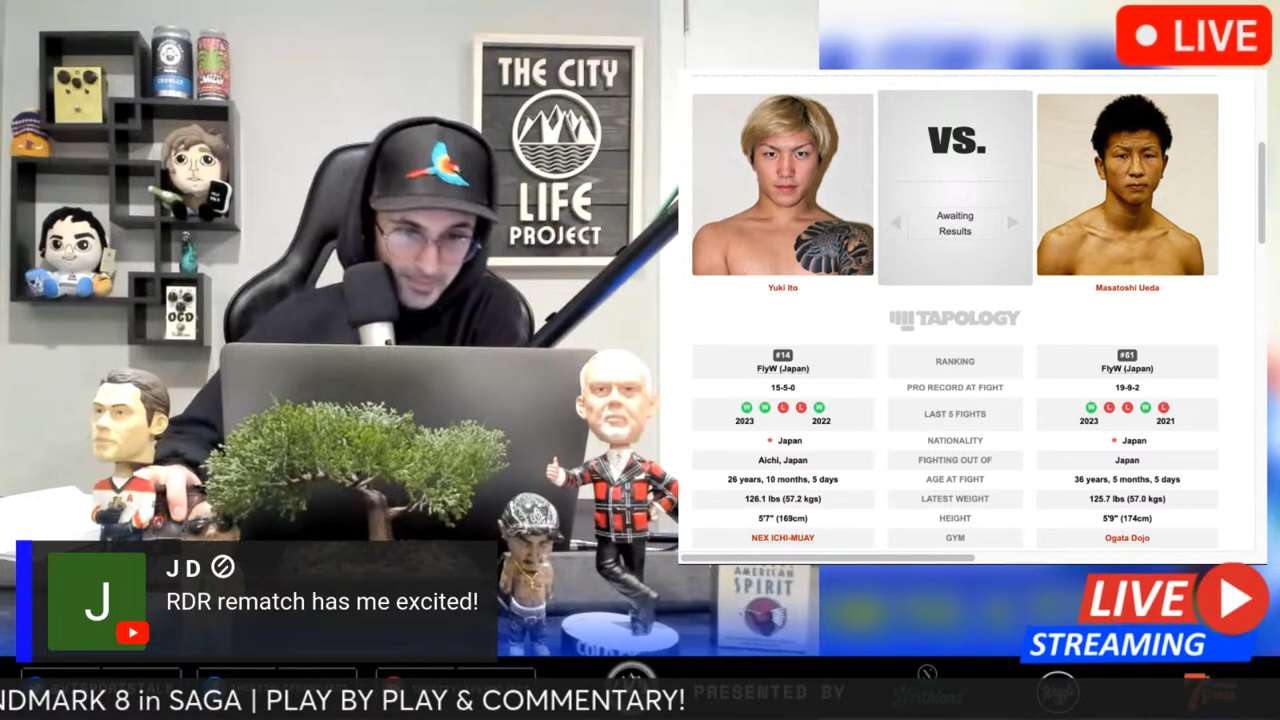 LIVE
THE CITY
LIFE
PROJECT
OCD
VS.
Awaiting
Results
Yuki Ito
Masatoshi Ueda
TAPOLOGY
#14
FlyW (Japan)
RANKING
#61
FlyW (Japan)
15-5-0
PRO RECORD AT FIGHT
19-9-2
W W L L W
2023 2022
LAST 5 FIGHTS
W L L W L
2023 2021
Japan
NATIONALITY
Japan
Aichi, Japan
FIGHTING OUT OF
Japan
26 years, 10 months, 5 days
AGE AT FIGHT
36 years, 5 months, 5 days
126.1 lbs (57.2 kgs)
LATEST WEIGHT
125.7 lbs (57.0 kgs)
5'7" (169cm)
HEIGHT
5'9" (174cm)
NEX ICHI-MUAY
GYM
Ogata Dojo
J
J D
RDR rematch has me excited!
AMERICAN
SPIRIT
LIVE
STREAMING
PRESENTED BY
NDMARK 8 in SAGA | PLAY BY PLAY & COMMENTARY!